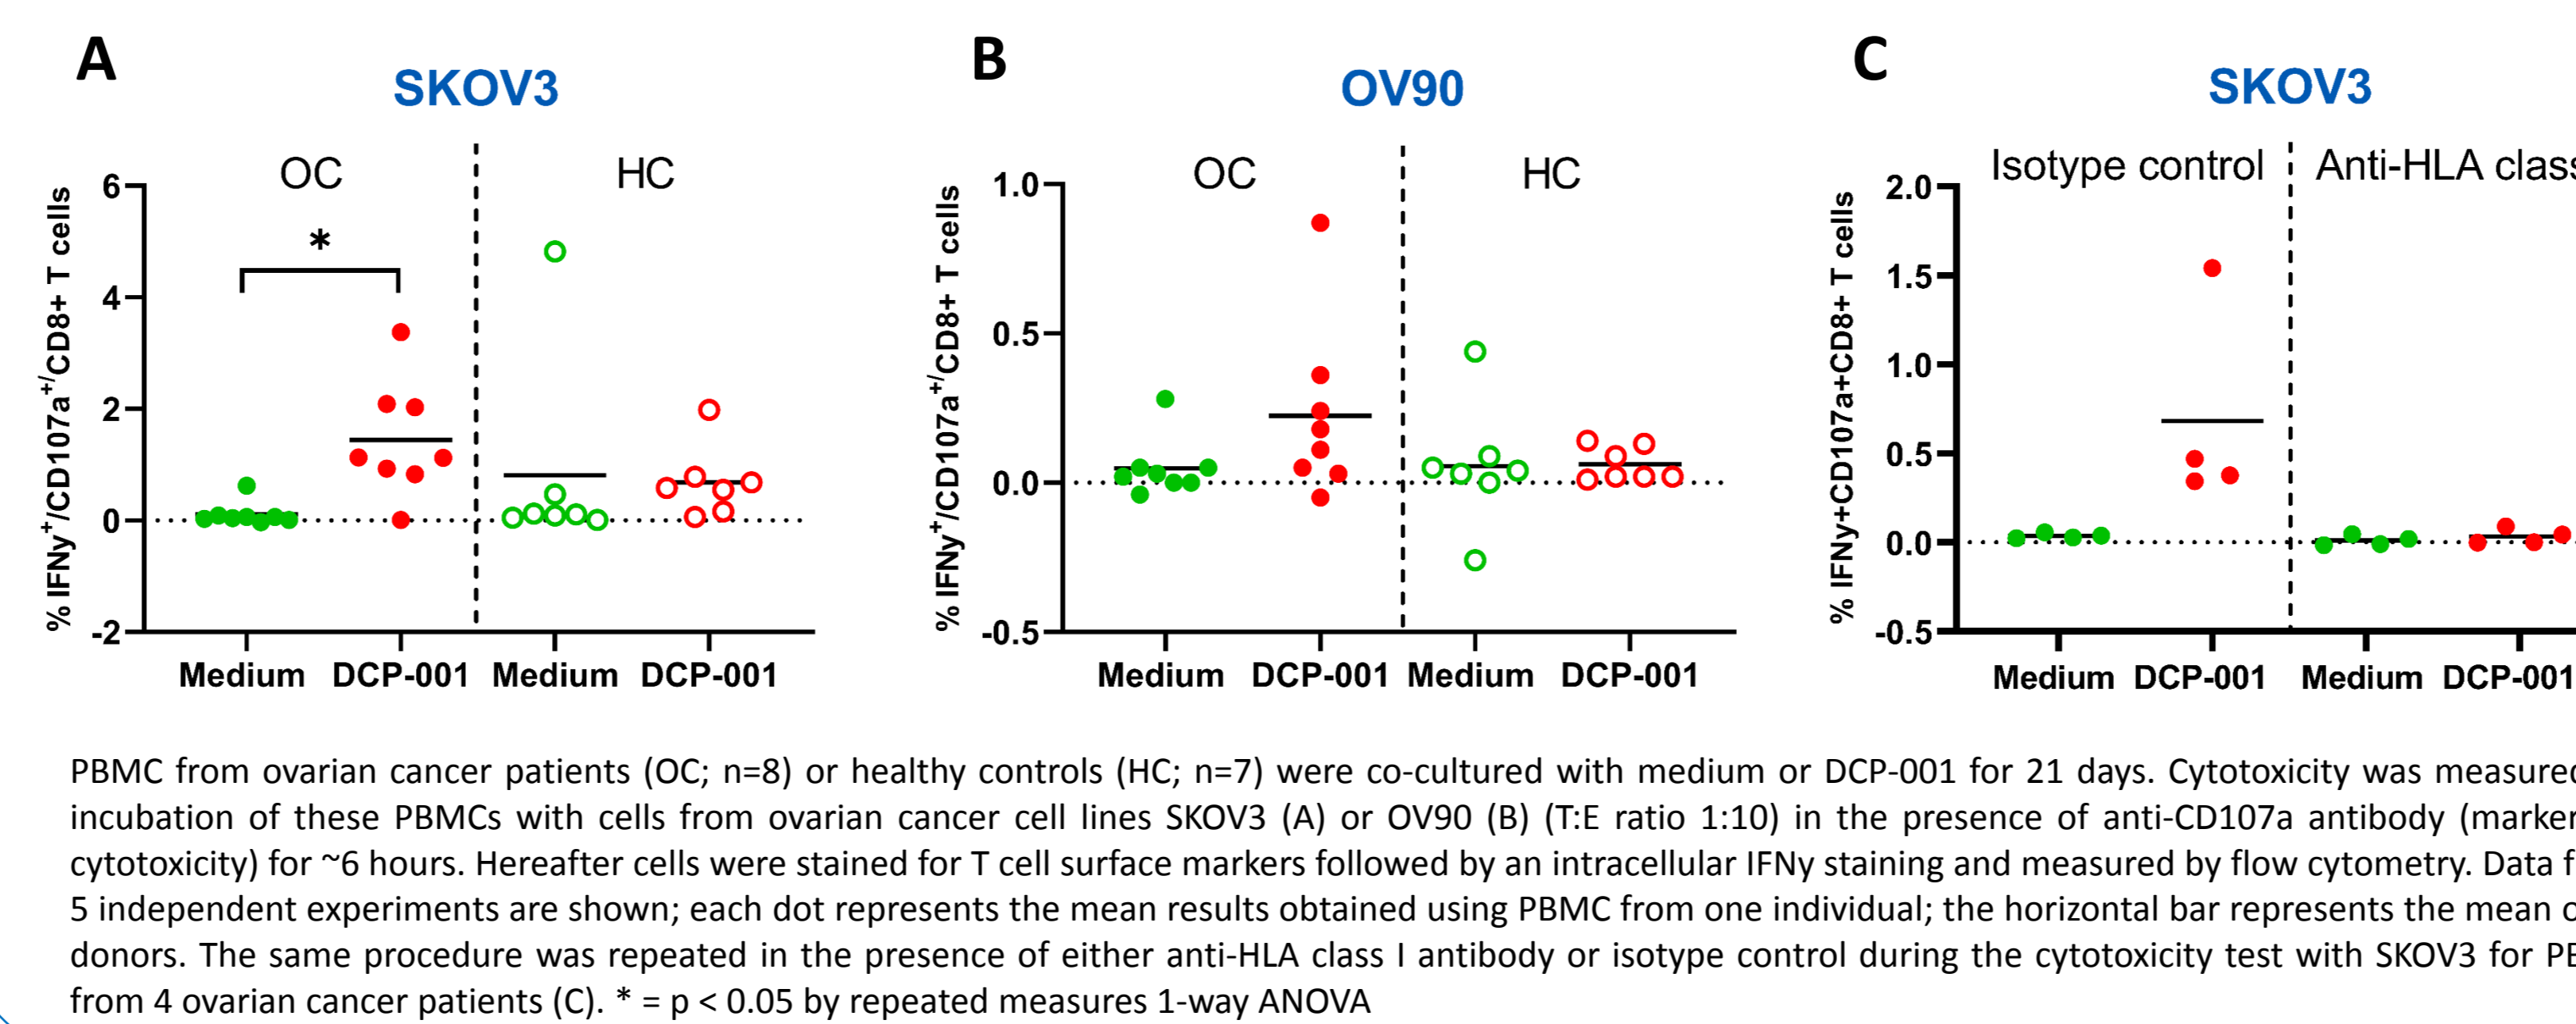 A
SKOV3
OC
HC
*
% IFNy+/CD107a+/CD8+ T cells
6
4
2
0
-2
Medium DCP-001 Medium DCP-001
B
OV90
OC
HC
% IFNy+/CD107a+/CD8+ T cells
1.0
0.5
0.0
-0.5
Medium DCP-001 Medium DCP-001
C
SKOV3
Isotype control
Anti-HLA class
% IFNy+CD107a+CD8+ T cells
2.0
1.5
1.0
0.5
0.0
-0.5
Medium DCP-001 Medium DCP-001
PBMC from ovarian cancer patients (OC; n=8) or healthy controls (HC; n=7) were co-cultured with medium or DCP-001 for 21 days. Cytotoxicity was measured
incubation of these PBMCs with cells from ovarian cancer cell lines SKOV3 (A) or OV90 (B) (T:E ratio 1:10) in the presence of anti-CD107a antibody (marker
cytotoxicity) for ~6 hours. Hereafter cells were stained for T cell surface markers followed by an intracellular IFNy staining and measured by flow cytometry. Data
5 independent experiments are shown; each dot represents the mean results obtained using PBMC from one individual; the horizontal bar represents the mean
donors. The same procedure was repeated in the presence of either anti-HLA class I antibody or isotype control during the cytotoxicity test with SKOV3 for
from 4 ovarian cancer patients (C). * = p < 0.05 by repeated measures 1-way ANOVA